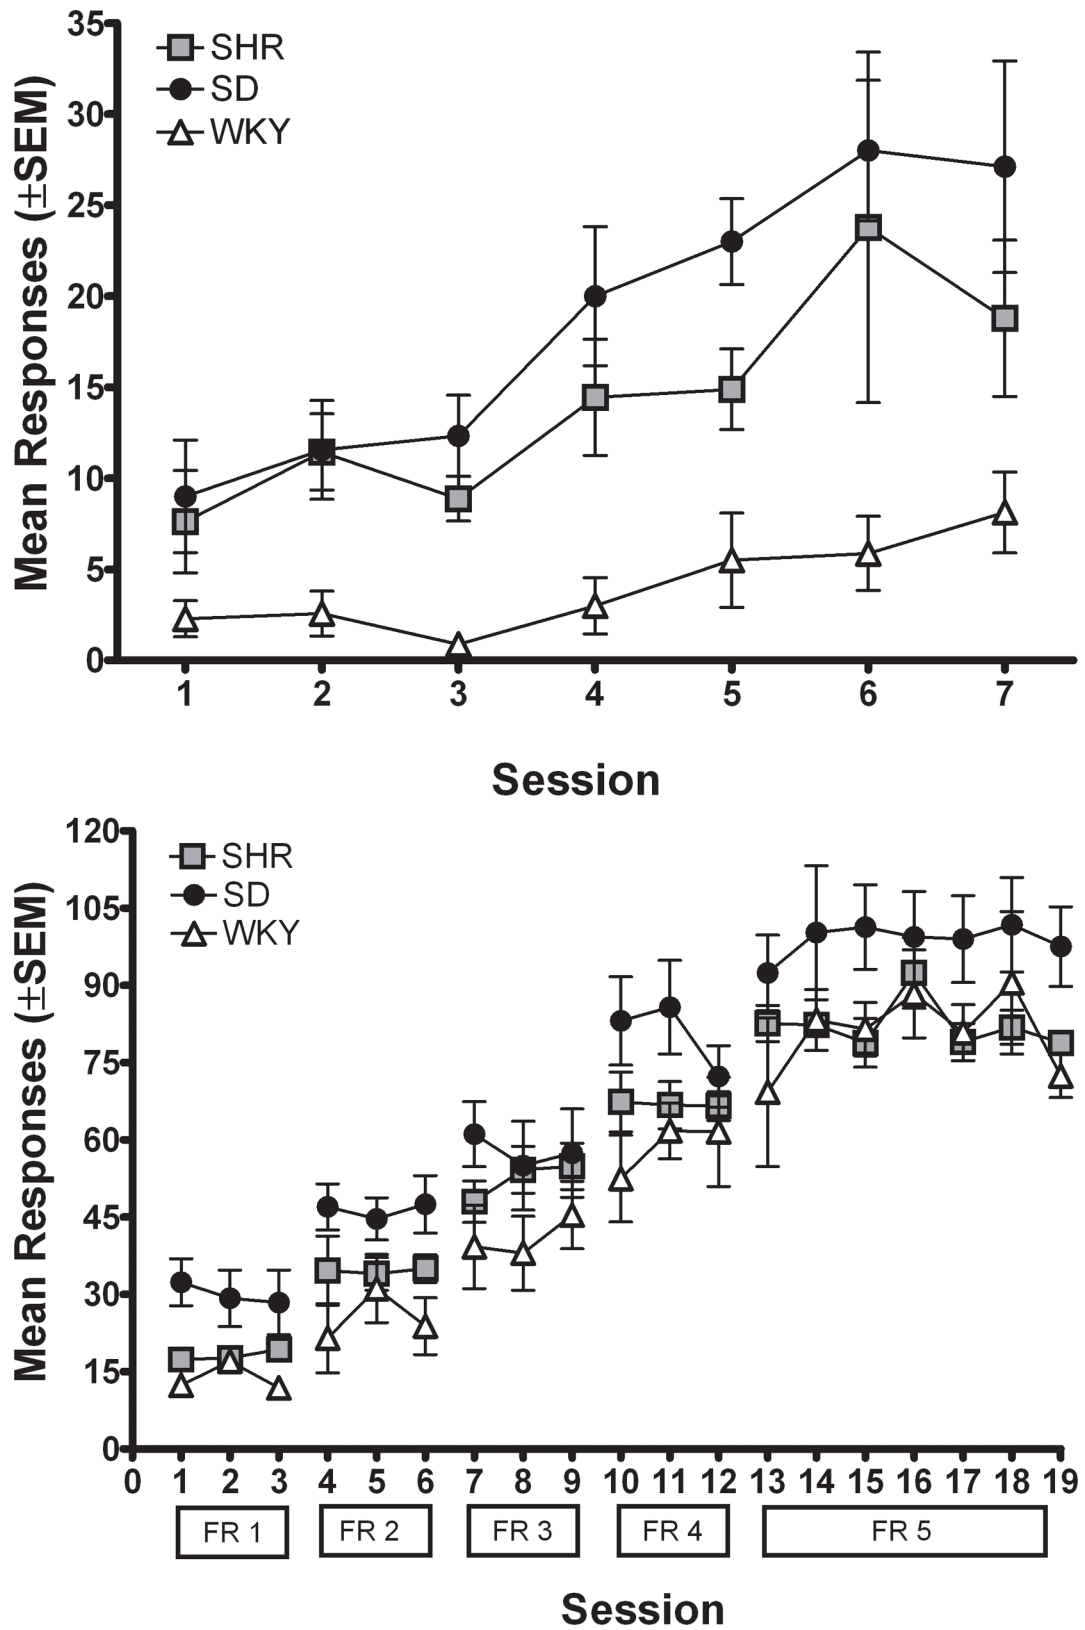 35
30
25
20
15
10
5
0
Mean Responses (±SEM)
SHR
SD
WKY
1 2 3 4 5 6 7
Session
120
105
90
75
60
45
30
15
0
Mean Responses (±SEM)
SHR
SD
WKY
0 1 2 3 4 5 6 7 8 9 10 11 12 13 14 15 16 17 18 19
FR 1 FR 2 FR 3 FR 4 FR 5
Session